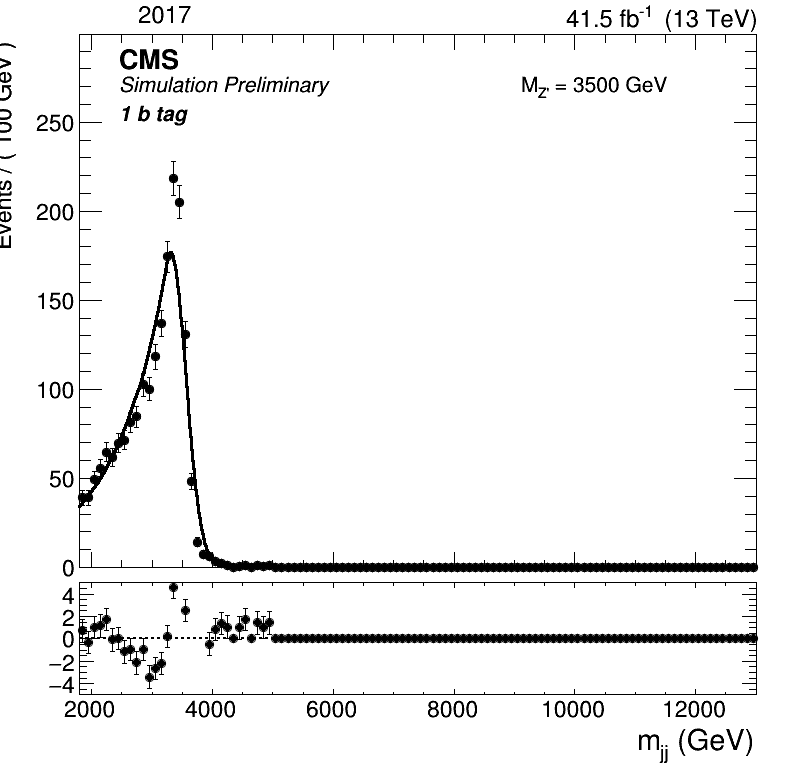 2017
41.5 fb-1 (13 TeV)
CMS
Simulation Preliminary
1 b tag
MZ' = 3500 GeV
Events / ( 100 GeV )
250
200
150
100
50
0
4
2
0
−2
−4
2000 4000 6000 8000 10000 12000
mjj (GeV)